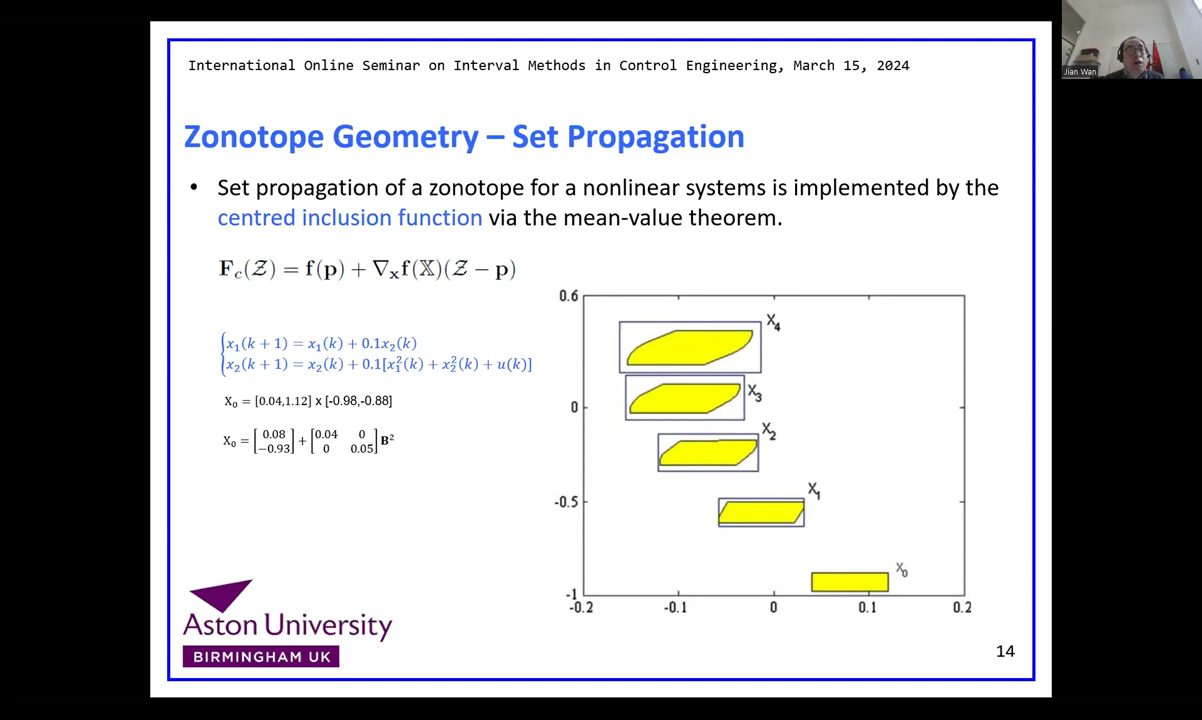 International Online Seminar on Interval Methods in Control Engineering, March 15, 2024
Jian Wan
Zonotope Geometry – Set Propagation
• Set propagation of a zonotope for a nonlinear systems is implemented by the
centred inclusion function via the mean-value theorem.
F_c(𝒵) = f(p) + ∇_x f(𝕏)(𝒵 − p)
x₁(k + 1) = x₁(k) + 0.1x₂(k)
x₂(k + 1) = x₂(k) + 0.1[x₁²(k) + x₂²(k) + u(k)]
X₀ = [0.04,1.12] x [-0.98,-0.88]
X₀ = [0.08 −0.93] + [0.04 0 0 0.05] B²
0.6
0
-0.5
-1
-0.2 -0.1 0 0.1 0.2
X₄
X₃
X₂
X₁
X₀
Aston University
BIRMINGHAM UK
14